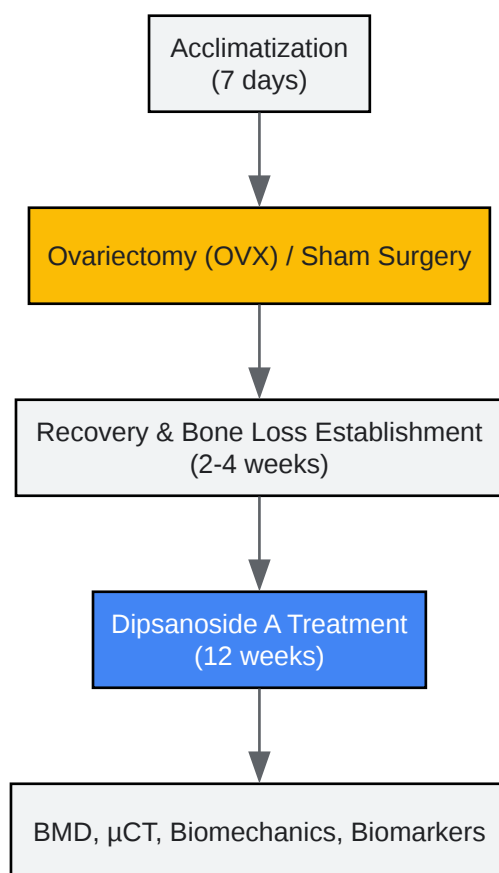 Acclimatization
(7 days)
Ovariectomy (OVX) / Sham Surgery
Recovery & Bone Loss Establishment
(2-4 weeks)
Dipsanoside A Treatment
(12 weeks)
BMD, µCT, Biomechanics, Biomarkers